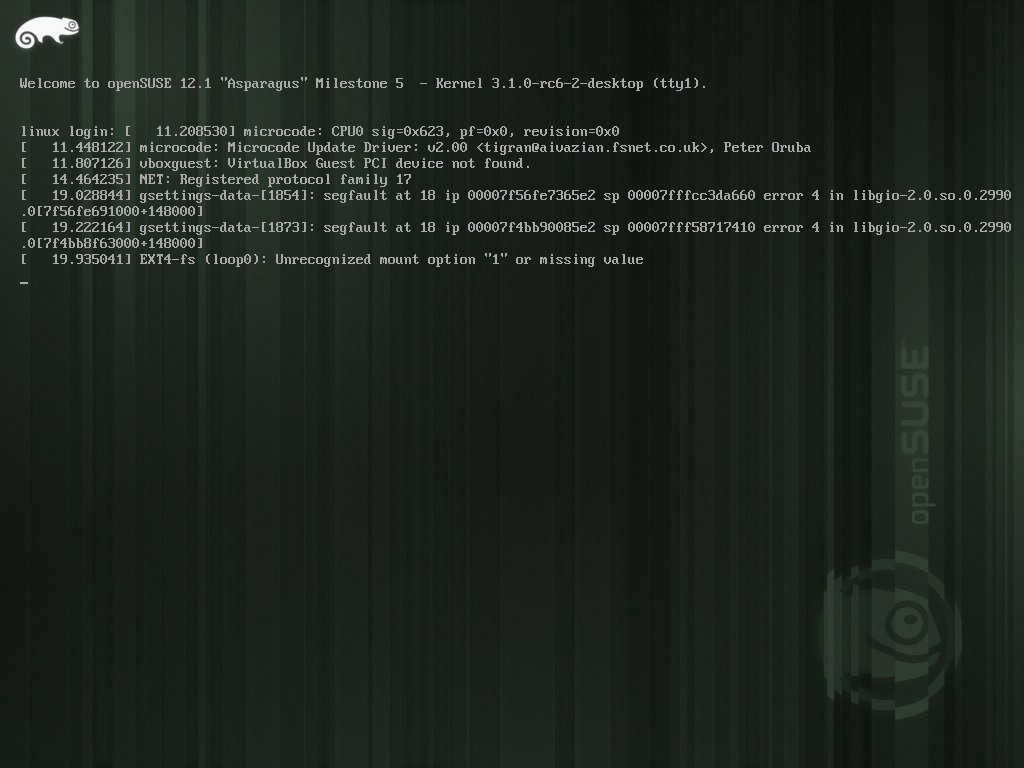 Welcome to openSUSE 12.1 "Asparagus" Milestone 5  - Kernel 3.1.0-rc6-2-desktop (tty1).
linux login: [   11.208530] microcode: CPU0 sig=0x623, pf=0x0, revision=0x0
[   11.448122] microcode: Microcode Update Driver: v2.00 <tigran@aivazian.fsnet.co.uk>, Peter Oruba
[   11.807126] vboxguest: VirtualBox Guest PCI device not found.
[   14.464235] NET: Registered protocol family 17
[   19.028844] gsettings-data-[1854]: segfault at 18 ip 00007f56fe7365e2 sp 00007fffcc3da660 error 4 in libgio-2.0.so.0.2990
.0[7f56fe691000+148000]
[   19.222164] gsettings-data-[1873]: segfault at 18 ip 00007f4bb90085e2 sp 00007fff58717410 error 4 in libgio-2.0.so.0.2990
.0[7f4bb8f63000+148000]
[   19.935041] EXT4-fs (loop0): Unrecognized mount option "1" or missing value
_
openSUSE